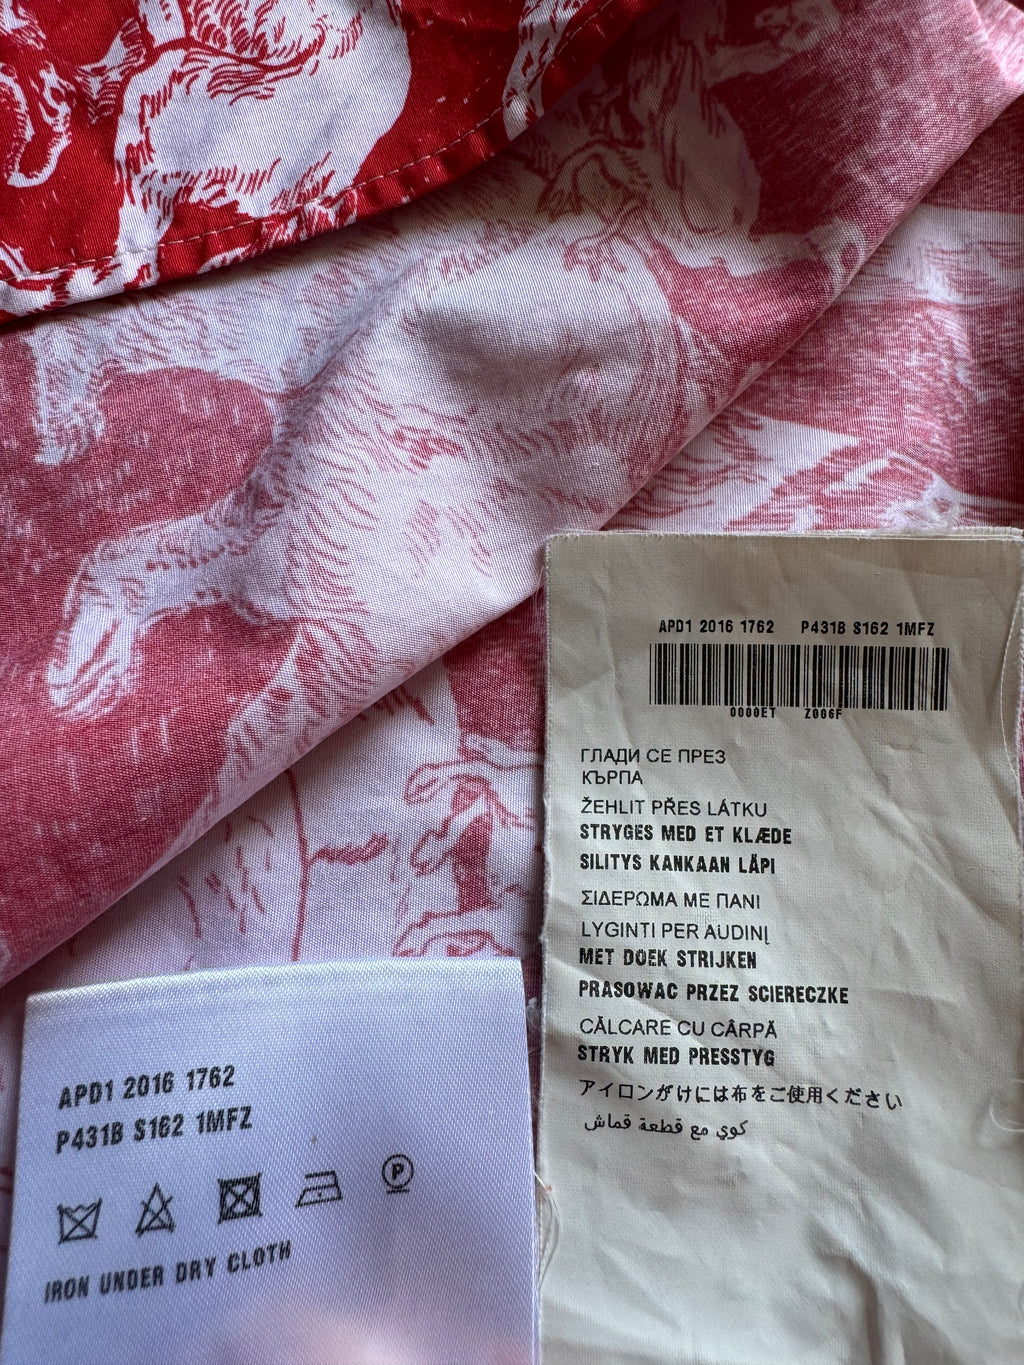 APD1 2016 1762 P431B S162 1MFZ
0000ET Z006F
ГЛАДИ СЕ ПРЕЗ
КЪРПА
ŽEHLIT PŘES LÁTKU
STRYGES MED ET KLÆDE
SILITYS KANKAAN LÄPI
ΣΙΔΕΡΩΜΑ ΜΕ ΠΑΝΙ
LYGINTI PER AUDINĮ
MET DOEK STRIJKEN
PRASOWAC PRZEZ SCIERECZKE
CĂLCARE CU CÂRPĂ
STRYK MED PRESSTYG
アイロンがけには布をご使用ください
كوي مع قطعة قماش
APD1 2016 1762
P431B S162 1MFZ
P
IRON UNDER DRY CLOTH